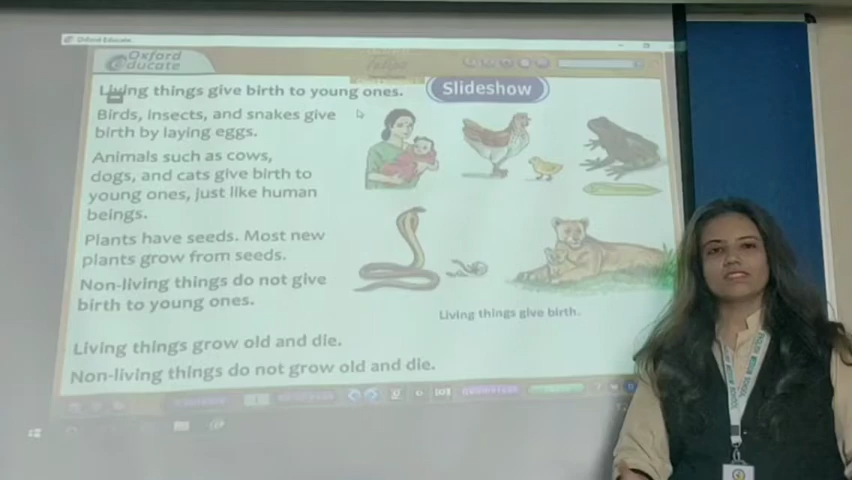 Oxford Educate
Oxford
Educate
Living things give birth to young ones.
Slideshow
Birds, insects, and snakes give
birth by laying eggs.
Animals such as cows,
dogs, and cats give birth to
young ones, just like human
beings.
Plants have seeds. Most new
plants grow from seeds.
Non-living things do not give
birth to young ones.
Living things give birth.
Living things grow old and die.
Non-living things do not grow old and die.